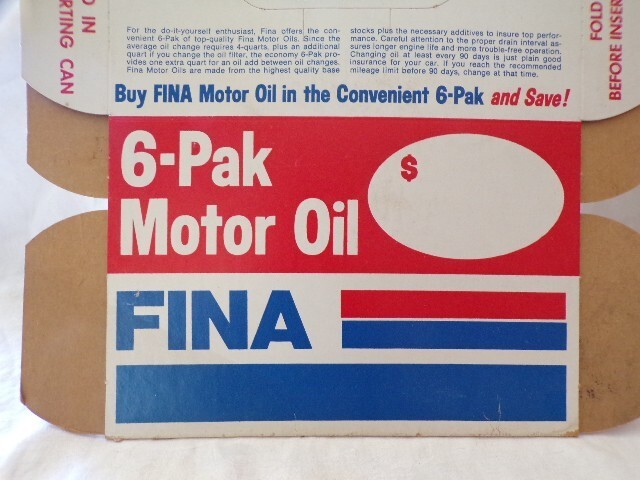 For the do-it-yourself enthusiast, Fina offers the con-
venient 6-Pak of top-quality Fina Motor Oils. Since the
average oil change requires 4-quarts, plus an additional
quart if you change the oil filter, the economy 6-Pak pro-
vides one extra quart for an oil add between oil changes.
Fina Motor Oils are made from the highest quality base
stocks plus the necessary additives to insure top perfor-
mance. Careful attention to the proper drain interval as-
sures longer engine life and more trouble-free operation.
Changing oil at least every 90 days is just plain good
insurance for your car. If you reach the recommended
mileage limit before 90 days, change at that time.
Buy FINA Motor Oil in the Convenient 6-Pak and Save!
6-Pak
Motor Oil
$
FINA
D IN
RTING CAN
FOLD
BEFORE INSER